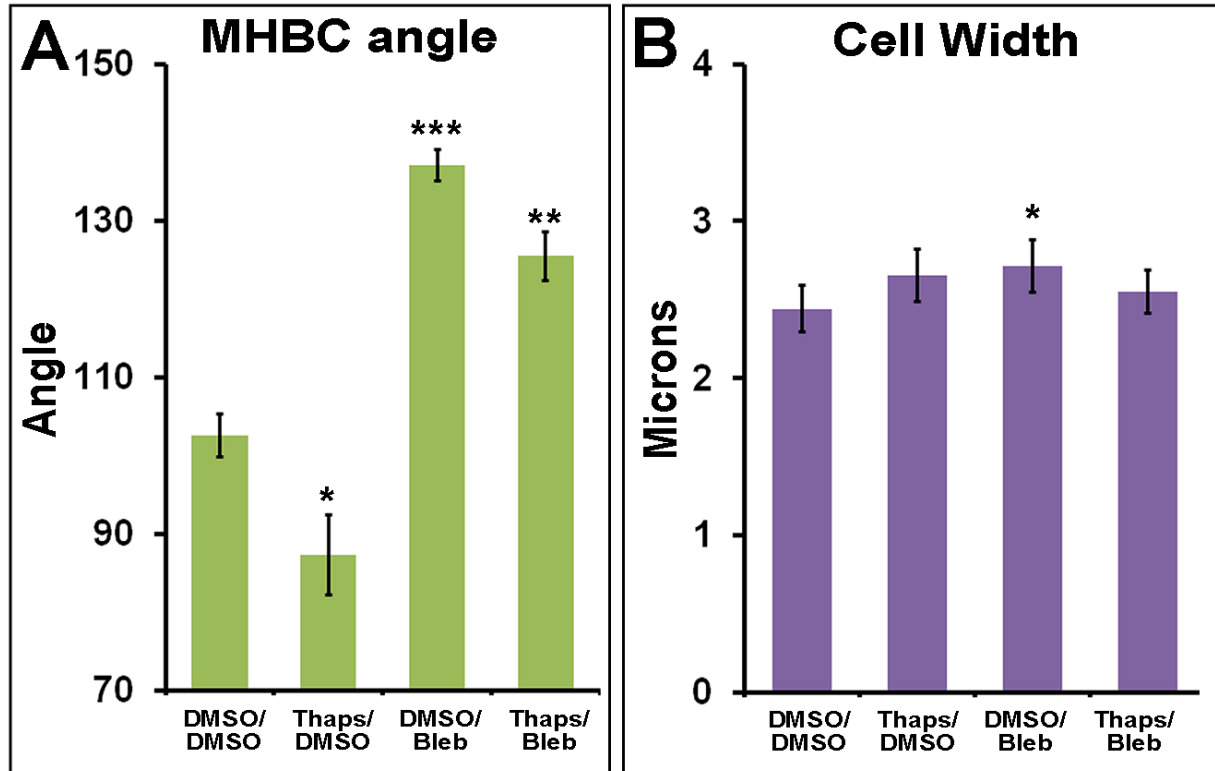 A MHBC angle
150
130
110
90
70
Angle
***
**
*
DMSO/ Thaps/ DMSO/ Thaps/
DMSO DMSO Bleb Bleb
B Cell Width
4
3
2
1
0
Microns
*
DMSO/ Thaps/ DMSO/ Thaps/
DMSO DMSO Bleb Bleb